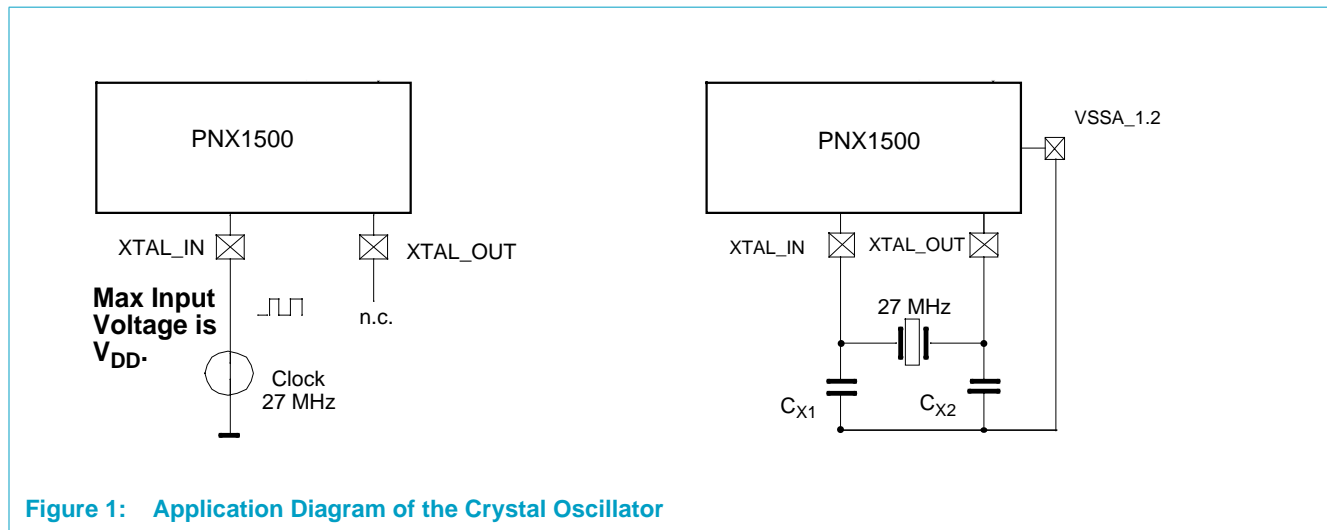 PNX1500
XTAL_IN
XTAL_OUT
Max Input
Voltage is
VDD.
n.c.
Clock
27 MHz
PNX1500
VSSA_1.2
XTAL_IN
XTAL_OUT
27 MHz
CX1
CX2
Figure 1: Application Diagram of the Crystal Oscillator